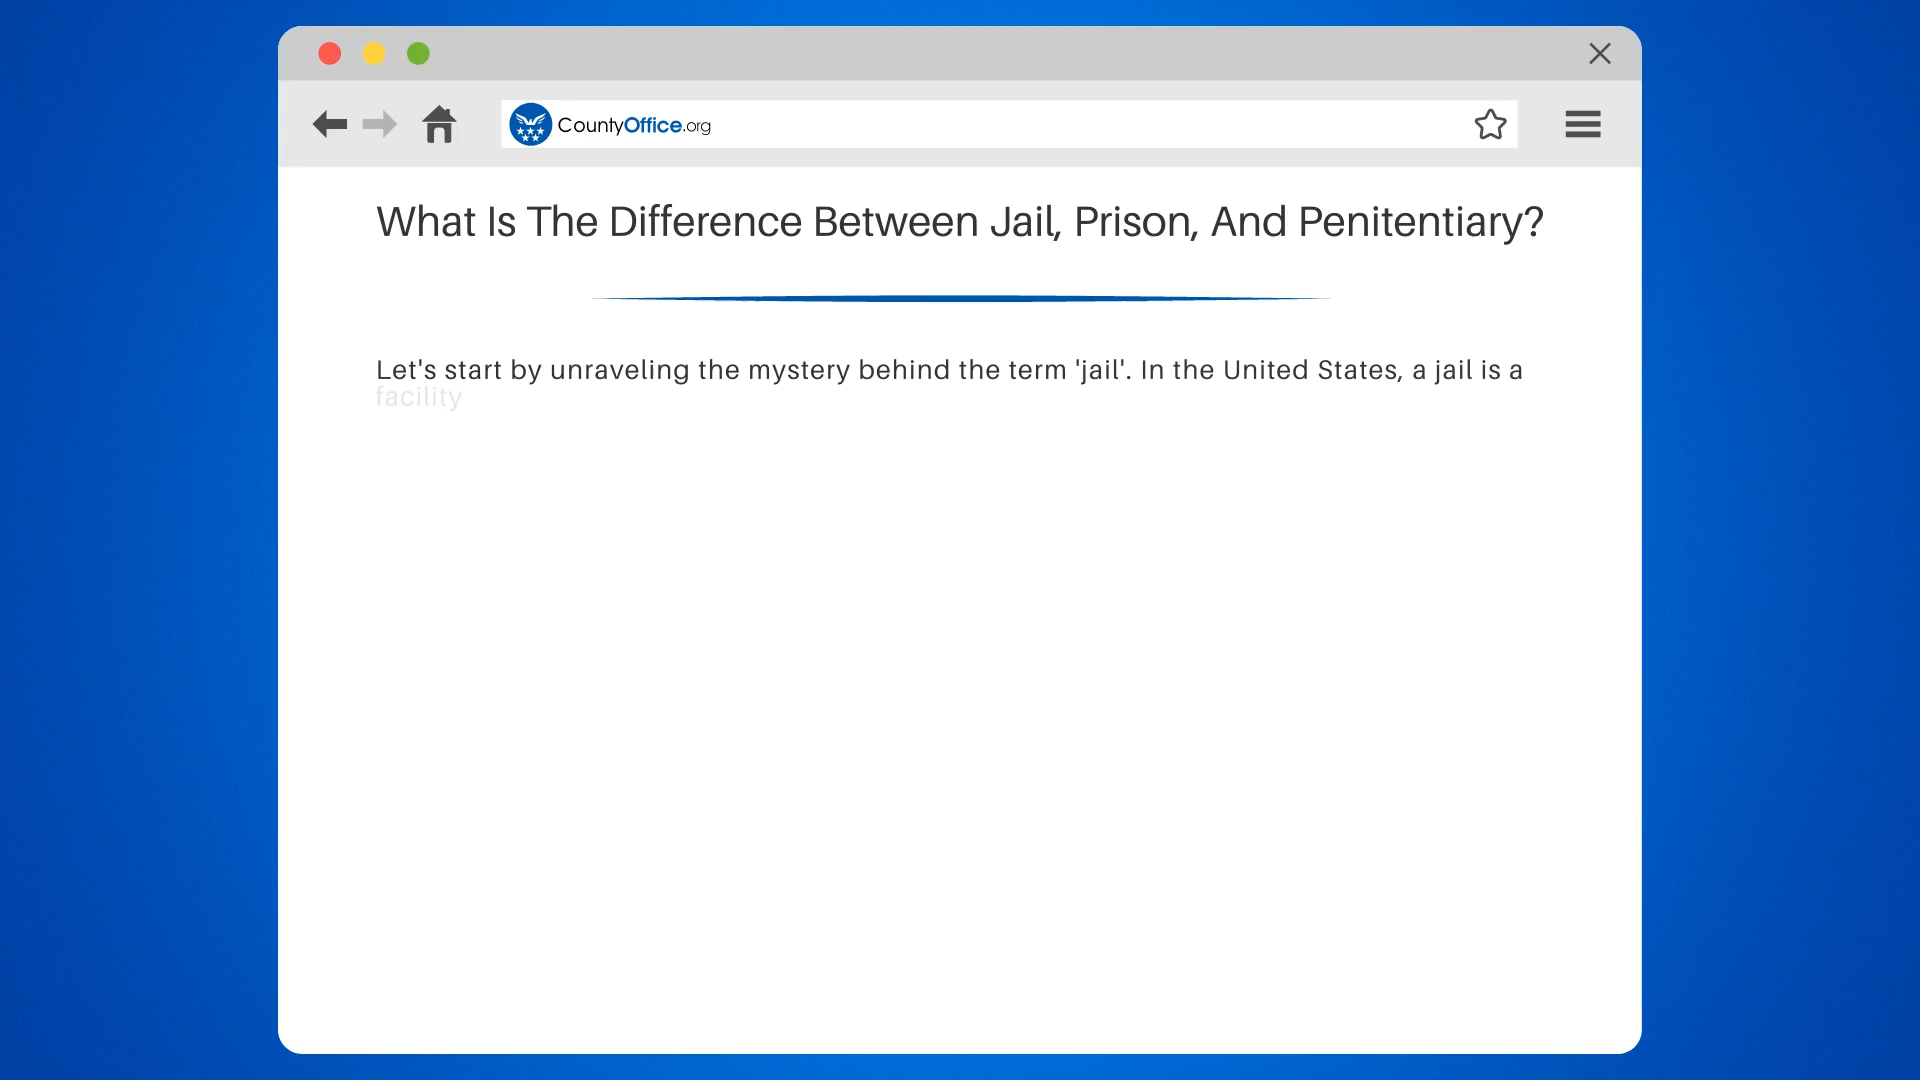 CountyOffice.org
What Is The Difference Between Jail, Prison, And Penitentiary?
Let's start by unraveling the mystery behind the term 'jail'. In the United States, a jail is a
facility